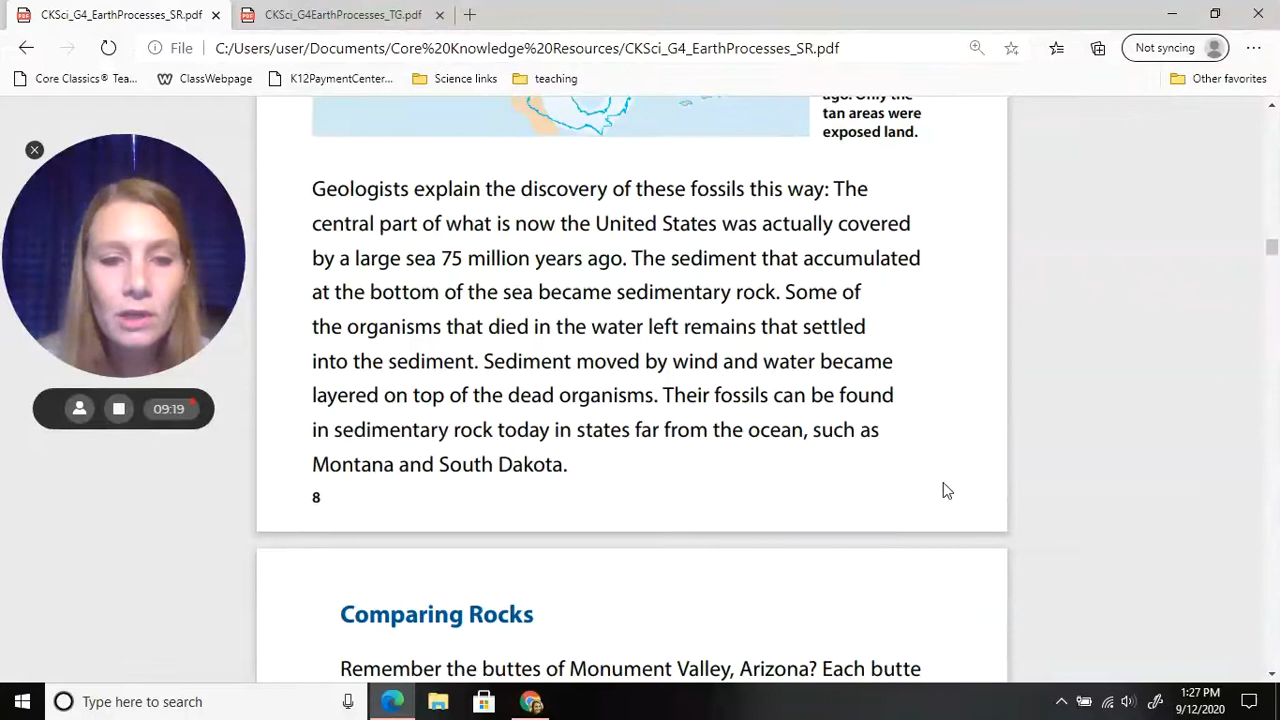 CKSci_G4_EarthProcesses_SR.pdf
CKSci_G4EarthProcesses_TG.pdf
File
C:/Users/user/Documents/Core%20Knowledge%20Resources/CKSci_G4_EarthProcesses_SR.pdf
Not syncing
Core Classics® Tea...
ClassWebpage
K12PaymentCenter...
Science links
teaching
Other favorites
ago. Only the
tan areas were
exposed land.
Geologists explain the discovery of these fossils this way: The
central part of what is now the United States was actually covered
by a large sea 75 million years ago. The sediment that accumulated
at the bottom of the sea became sedimentary rock. Some of
the organisms that died in the water left remains that settled
into the sediment. Sediment moved by wind and water became
layered on top of the dead organisms. Their fossils can be found
in sedimentary rock today in states far from the ocean, such as
Montana and South Dakota.
8
09:19
Comparing Rocks
Remember the buttes of Monument Valley, Arizona? Each butte
Type here to search
1:27 PM
9/12/2020